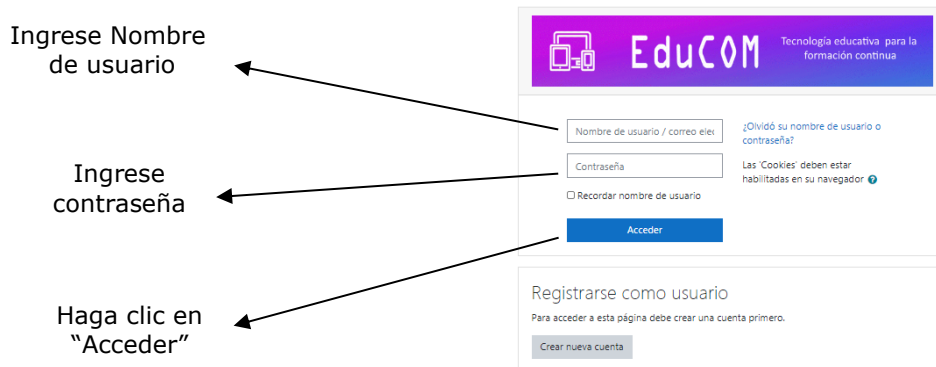 Ingrese Nombre
de usuario
Ingrese
contraseña
Haga clic en
“Acceder”
EduCOM
Tecnología educativa para la
formación continua
Nombre de usuario / correo elec
¿Olvidó su nombre de usuario o
contraseña?
Contraseña
Las 'Cookies' deben estar
habilitadas en su navegador
Recordar nombre de usuario
Acceder
Registrarse como usuario
Para acceder a esta página debe crear una cuenta primero.
Crear nueva cuenta